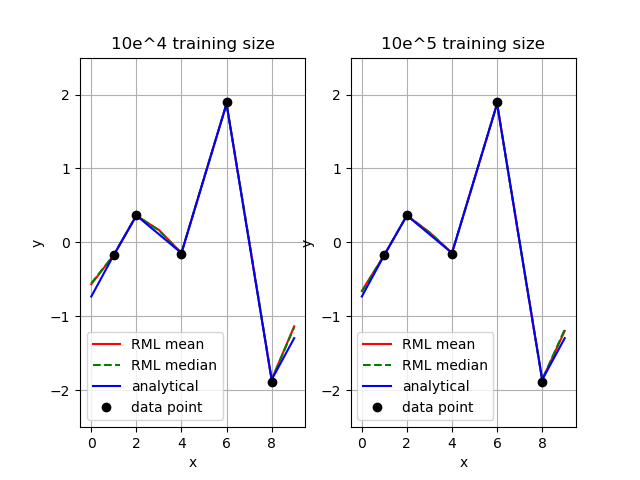 10e^4 training size
y
2
1
0
−1
−2
RML mean
RML median
analytical
data point
0 2 4 6 8
x
10e^5 training size
y
2
1
0
−1
−2
RML mean
RML median
analytical
data point
0 2 4 6 8
x